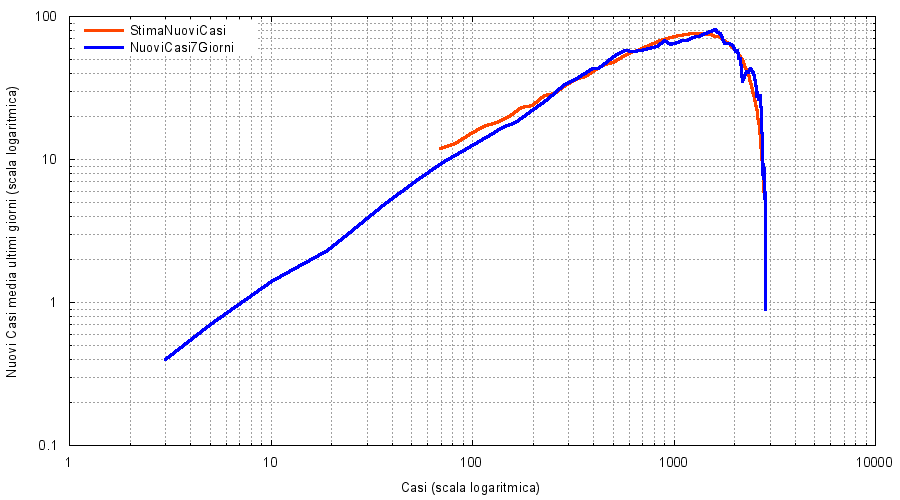 100
StimaNuoviCasi
NuoviCasi7Giorni
10
1
0.1
Nuovi Casi media ultimi giorni (scala logaritmica)
1
10
100
1000
10000
Casi (scala logaritmica)